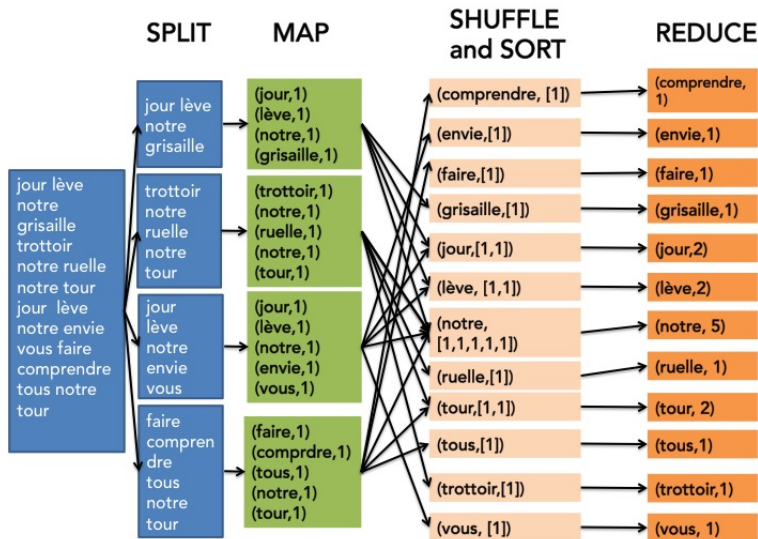 SPLIT
MAP
SHUFFLE
and SORT
REDUCE
jour lève
notre
grisaille
trottoir
notre ruelle
notre tour
jour lève
notre envie
vous faire
comprendre
tous notre
tour
jour lève
notre
grisaille
trottoir
notre
ruelle
notre
tour
jour
lève
notre
envie
vous
faire
compren
dre
tous
notre
tour
(jour,1)
(lève,1)
(notre,1)
(grisaille,1)
(trottoir,1)
(notre,1)
(ruelle,1)
(notre,1)
(tour,1)
(jour,1)
(lève,1)
(notre,1)
(envie,1)
(vous,1)
(faire,1)
(comprdre,1)
(tous,1)
(notre,1)
(tour,1)
(comprendre, [1])
(envie,[1])
(faire,[1])
(grisaille,[1])
(jour,[1,1])
(lève, [1,1])
(notre,
[1,1,1,1,1])
(ruelle,[1])
(tour,[1,1])
(tous,[1])
(trottoir,[1])
(vous, [1])
(comprendre,
1)
(envie,1)
(faire,1)
(grisaille,1)
(jour,2)
(lève,2)
(notre, 5)
(ruelle, 1)
(tour, 2)
(tous,1)
(trottoir,1)
(vous, 1)